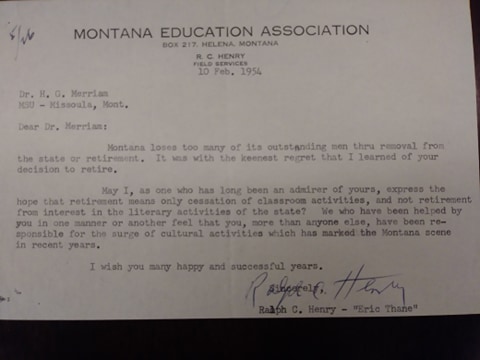 MONTANA EDUCATION ASSOCIATION
BOX 217, HELENA, MONTANA
R. C. HENRY
FIELD SERVICES
10 Feb. 1954
Dr. H. G. Merriam
MSU - Missoula, Mont.
Dear Dr. Merriam:
Montana loses too many of its outstanding men thru removal from
the state or retirement. It was with the keenest regret that I learned of your
decision to retire.
May I, as one who has long been an admirer of yours, express the
hope that retirement means only cessation of classroom activities, and not retirement
from interest in the literary activities of the state? We who have been helped by
you in one manner or another feel that you, more than anyone else, have been re-
sponsible for the surge of cultural activities which has marked the Montana scene
in recent years.
I wish you many happy and successful years.
Sincerely,
Ralph C. Henry
Ralph C. Henry - "Eric Thane"